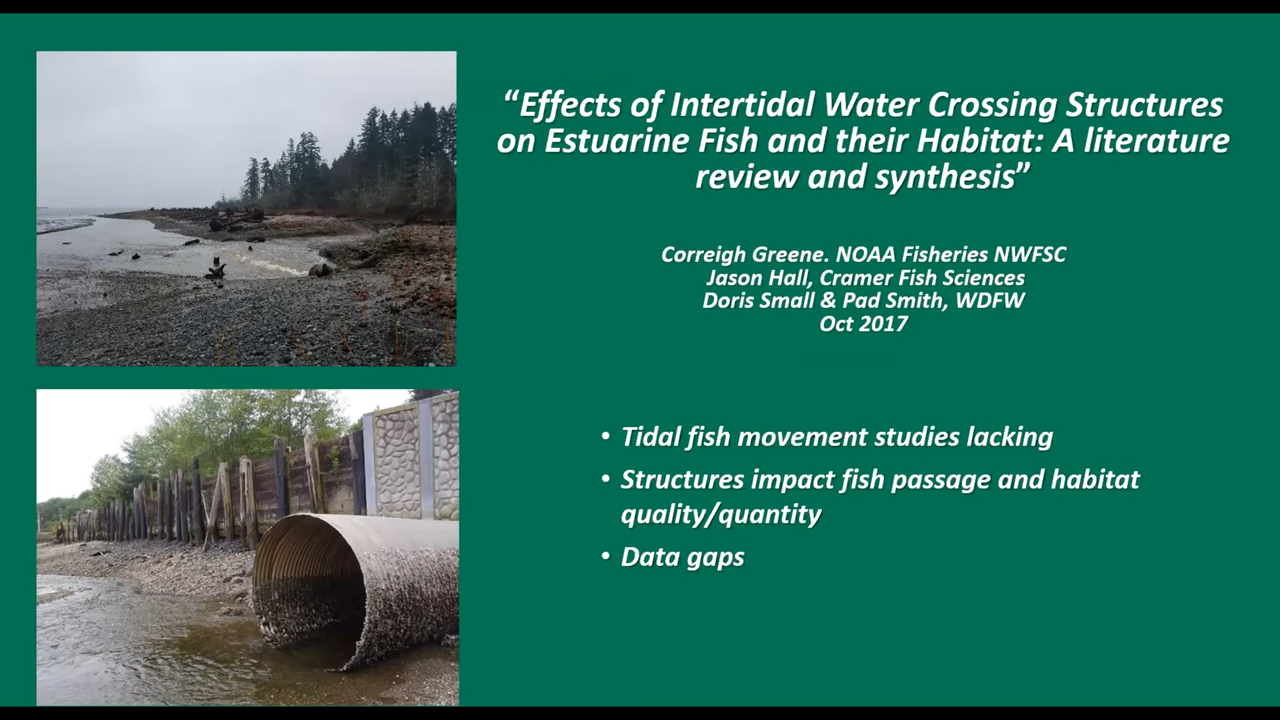 “Effects of Intertidal Water Crossing Structures
on Estuarine Fish and their Habitat: A literature
review and synthesis”
Correigh Greene. NOAA Fisheries NWFSC
Jason Hall, Cramer Fish Sciences
Doris Small & Pad Smith, WDFW
Oct 2017
• Tidal fish movement studies lacking
• Structures impact fish passage and habitat
quality/quantity
• Data gaps